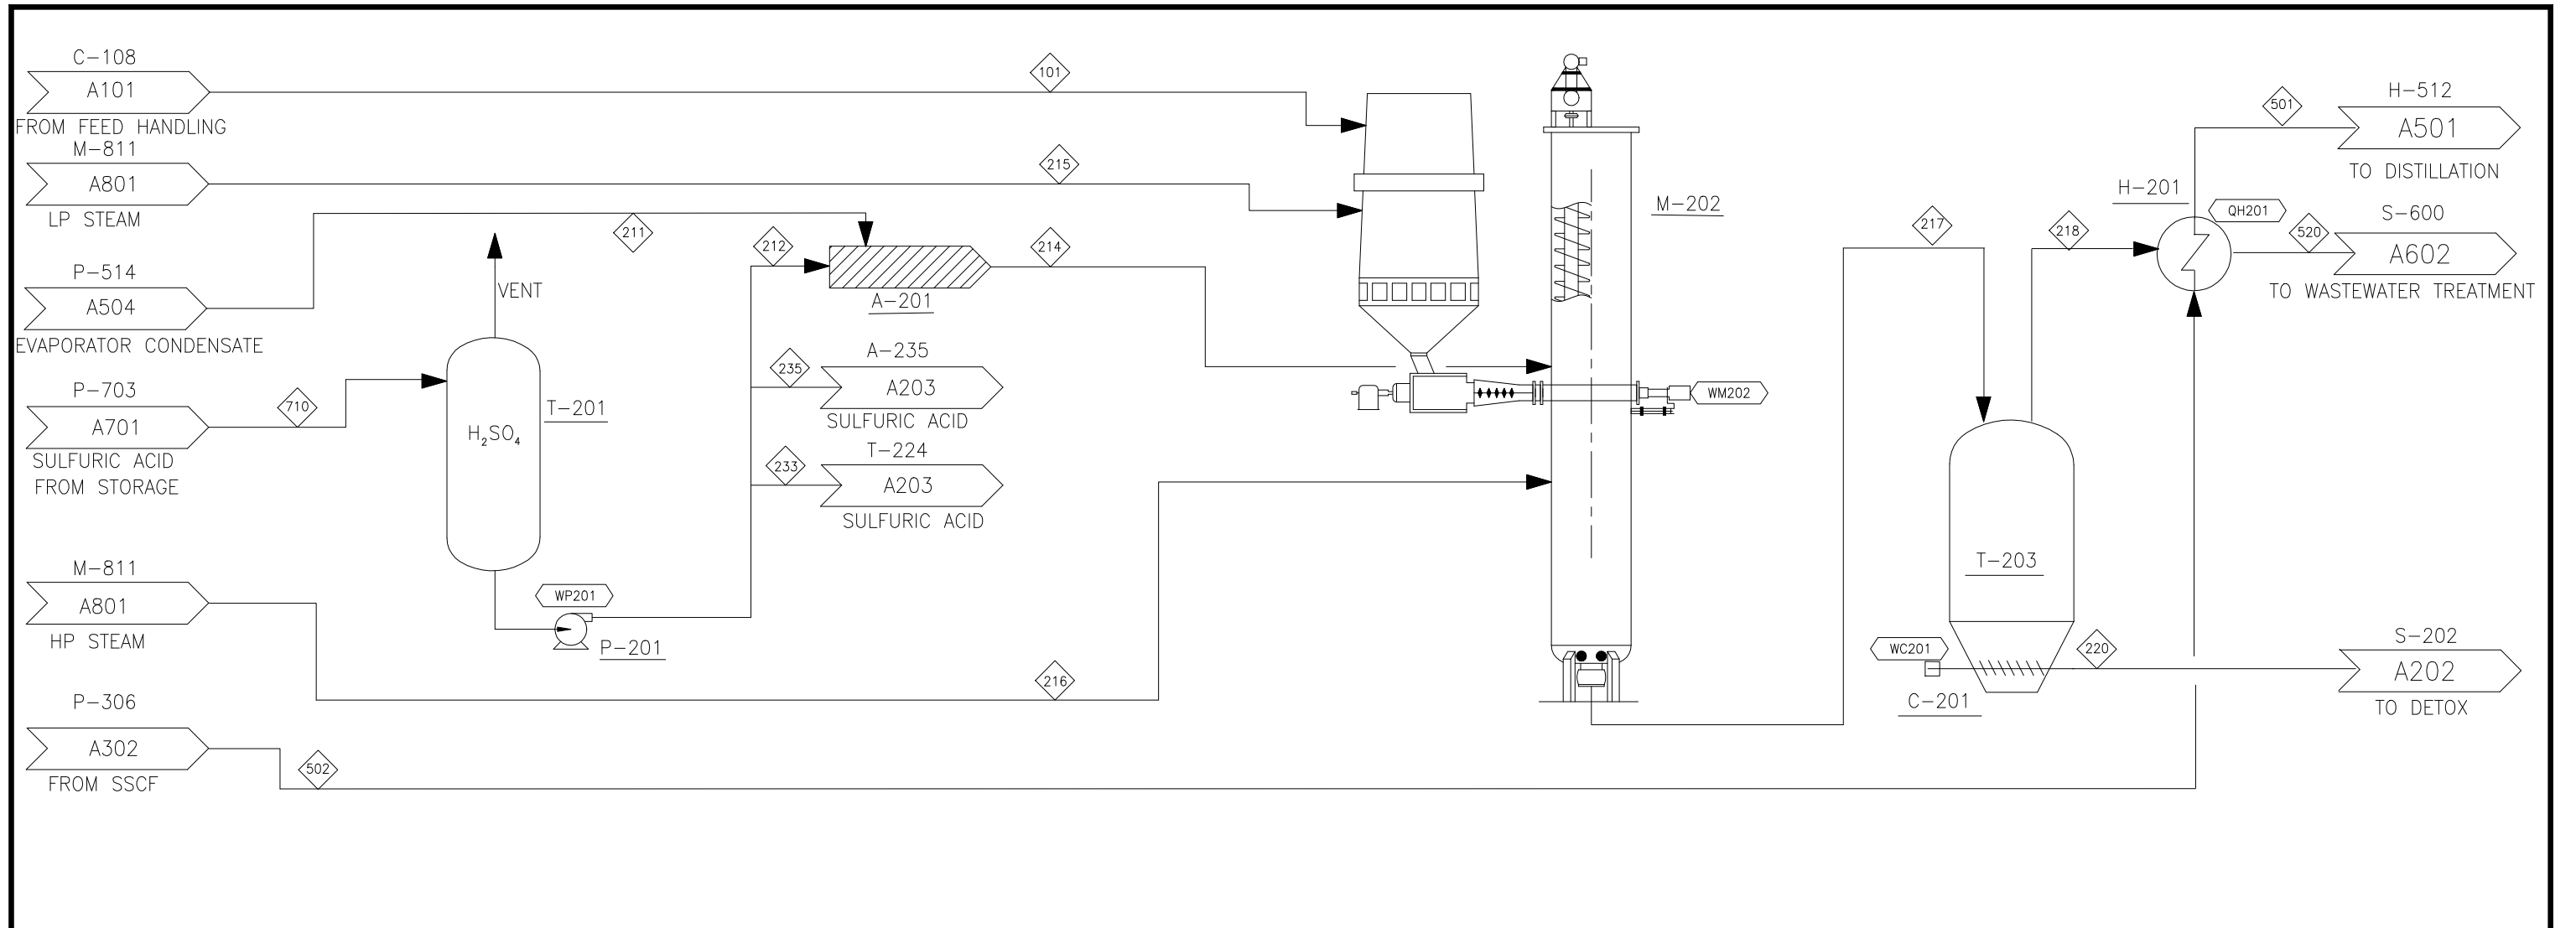 C-108
A101
FROM FEED HANDLING
101
M-811
A801
LP STEAM
215
P-514
A504
EVAPORATOR CONDENSATE
211
VENT
212
A-201
214
P-703
A701
SULFURIC ACID
FROM STORAGE
710
H₂SO₄
T-201
A-235
235
A203
SULFURIC ACID
T-224
233
A203
SULFURIC ACID
WP201
P-201
M-811
A801
HP STEAM
216
P-306
A302
FROM SSCF
502
M-202
WM202
217
218
T-203
WC201
C-201
220
H-201
QH201
501
H-512
A501
TO DISTILLATION
520
S-600
A602
TO WASTEWATER TREATMENT
S-202
A202
TO DETOX